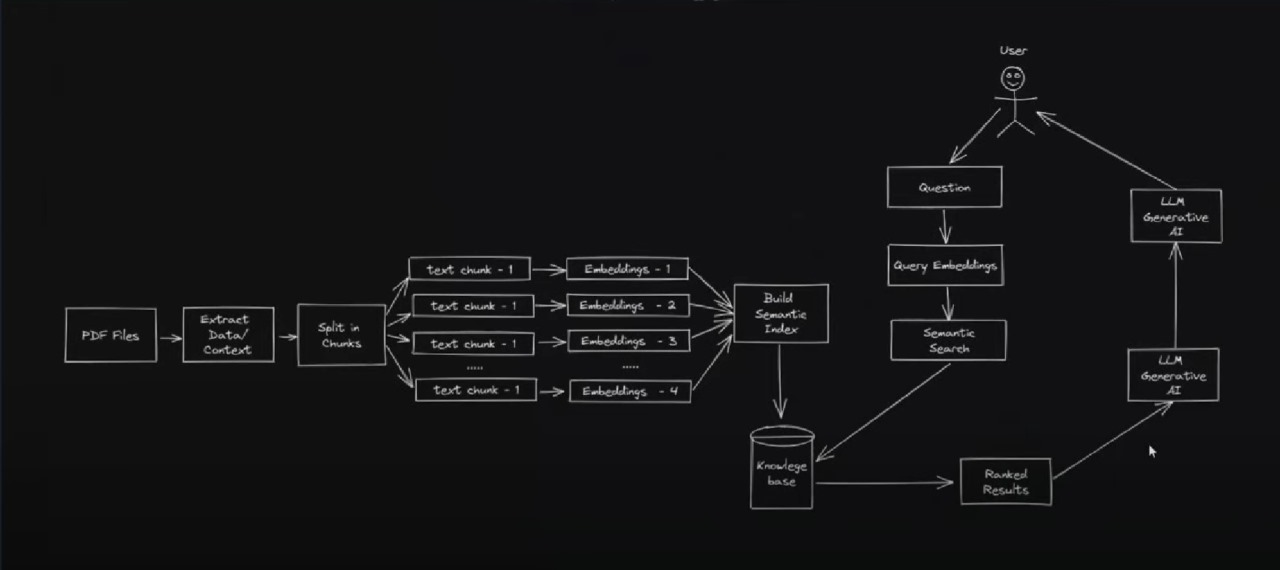 User
Question
Query Embeddings
Semantic
Search
LLM
Generative
AI
LLM
Generative
AI
PDF Files
Extract
Data/
Context
Split in
Chunks
text chunk - 1
Embeddings - 1
text chunk - 1
Embeddings - 2
text chunk - 1
Embeddings - 3
.....
.....
text chunk - 1
Embeddings - 4
Build
Semantic
Index
Knowlege
base
Ranked
Results